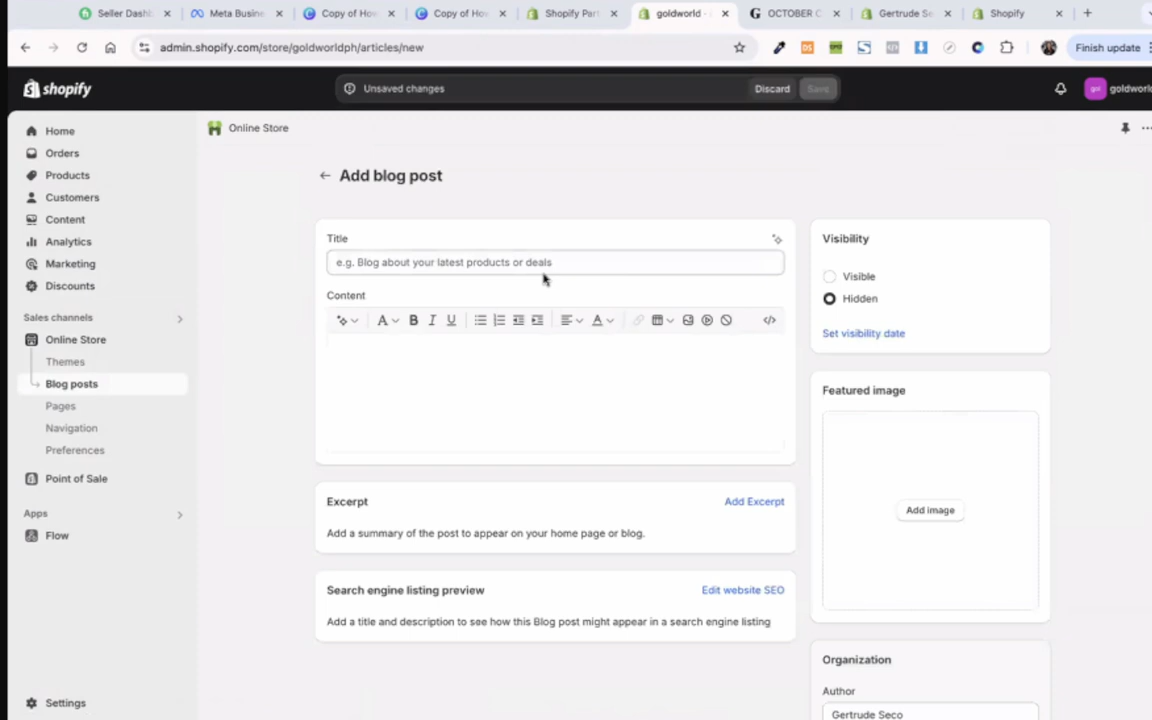 Seller Dashb
Meta Busine
Copy of How
Copy of How
Shopify Part
goldworld
OCTOBER C
Gertrude Se
Shopify
admin.shopify.com/store/goldworldph/articles/new
Finish update
shopify
Unsaved changes
Discard
Save
goldworld
Home
Orders
Products
Customers
Content
Analytics
Marketing
Discounts
Sales channels
Online Store
Themes
Blog posts
Pages
Navigation
Preferences
Point of Sale
Apps
Flow
Settings
Online Store
Add blog post
Title
e.g. Blog about your latest products or deals
Content
A B I U A
Excerpt
Add Excerpt
Add a summary of the post to appear on your home page or blog.
Search engine listing preview
Edit website SEO
Add a title and description to see how this Blog post might appear in a search engine listing
Visibility
Visible
Hidden
Set visibility date
Featured image
Add image
Organization
Author
Gertrude Seco